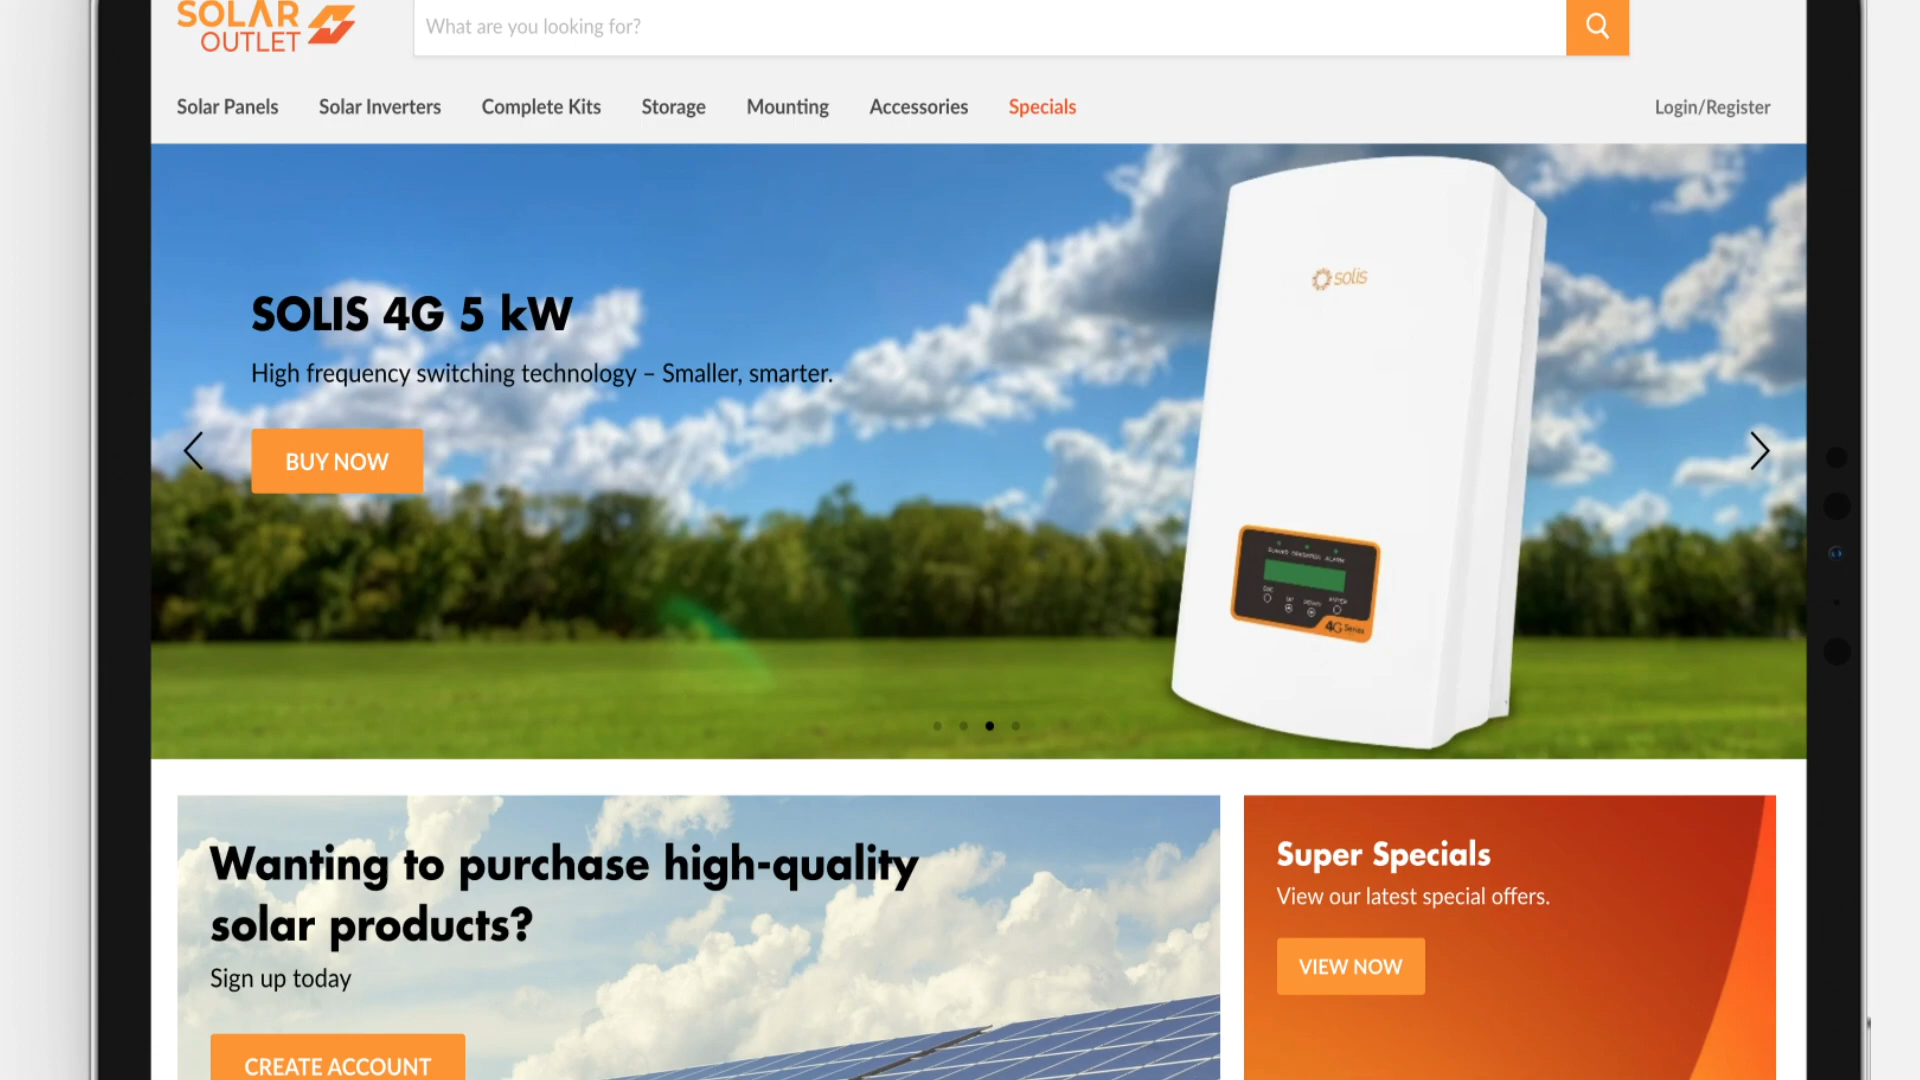 SOLAR
OUTLET
What are you looking for?
Solar Panels Solar Inverters Complete Kits Storage Mounting Accessories Specials Login/Register
solis
SOLIS 4G 5 kW
High frequency switching technology – Smaller, smarter.
BUY NOW
4G Series
Wanting to purchase high-quality
solar products?
Sign up today
CREATE ACCOUNT
Super Specials
View our latest special offers.
VIEW NOW